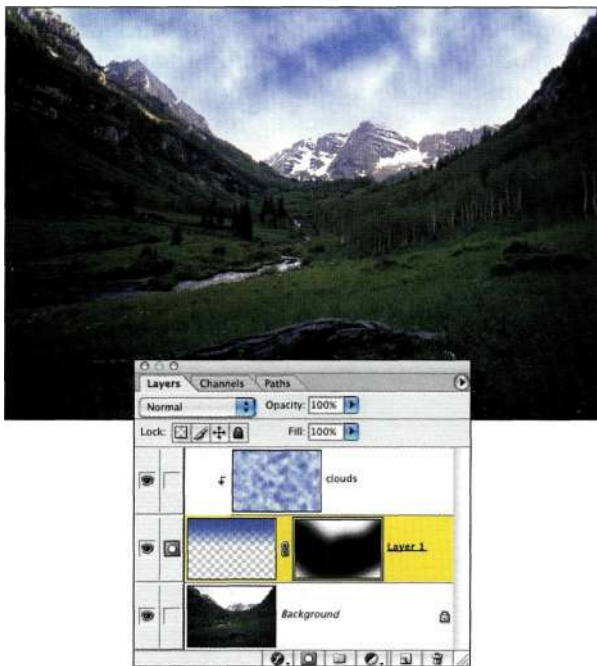 Layers Channels Paths
Normal Opacity: 100%
Lock: Fill: 100%
clouds
Layer 1
Background